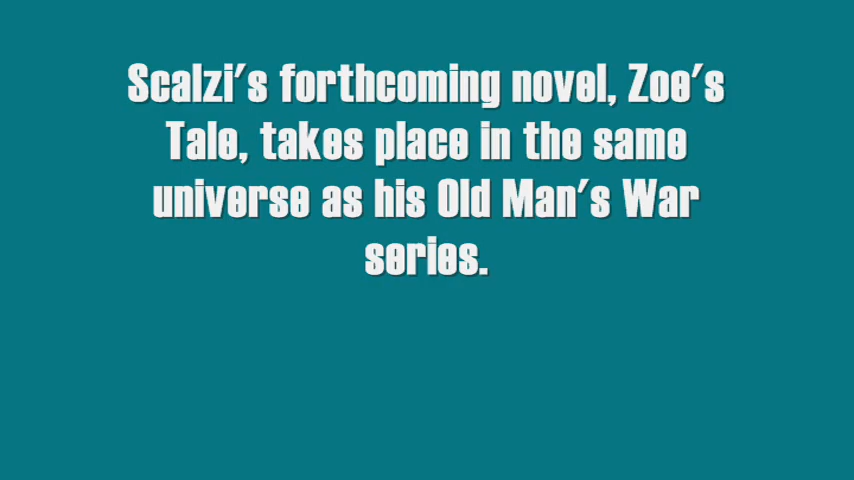 Scalzi's forthcoming novel, Zoe's
Tale, takes place in the same
universe as his Old Man's War
series.